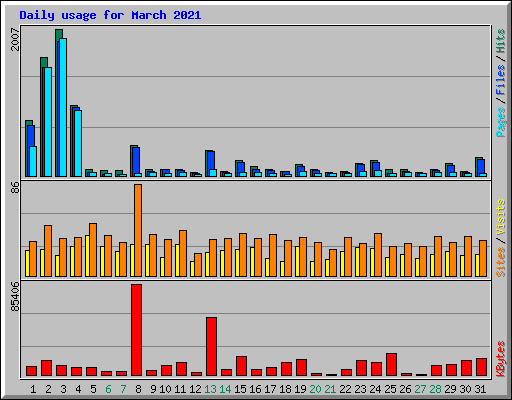 Daily usage for March 2021
2007
Pages / Files / Hits
86
Sites / Visits
85406
KBytes
1 2 3 4 5 6 7 8 9 10 11 12 13 14 15 16 17 18 19 20 21 22 23 24 25 26 27 28 29 30 31